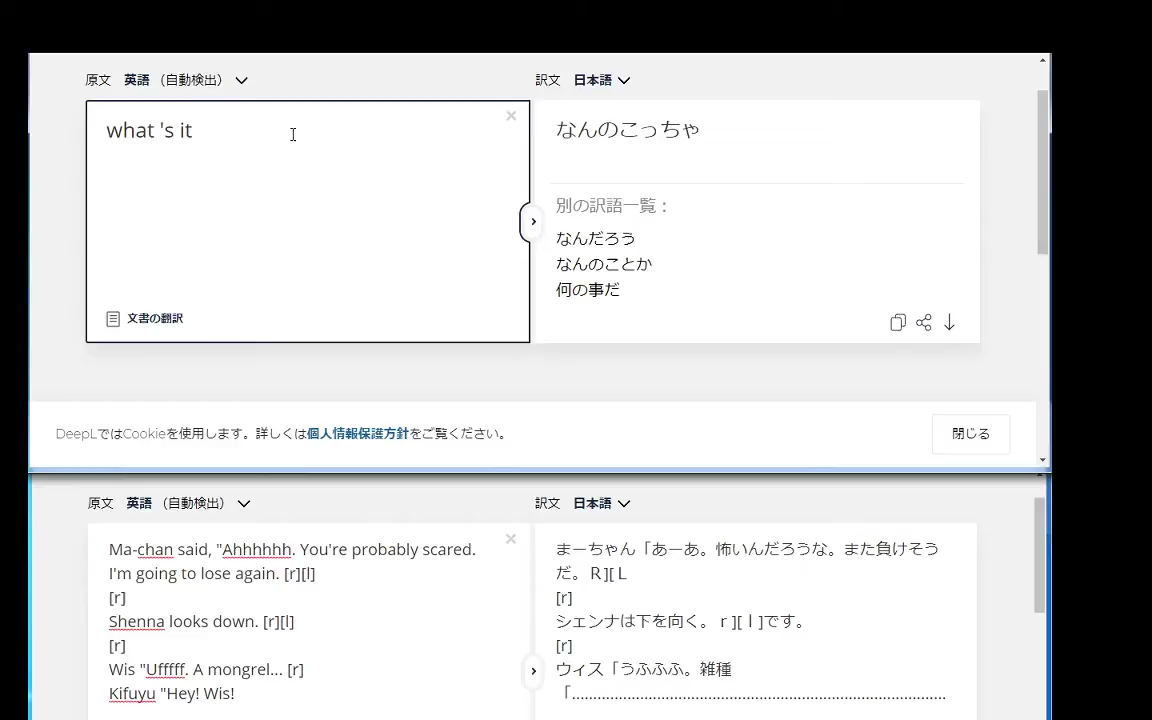 原文 英語 （自動検出）
訳文 日本語
what 's it
なんのこっちゃ
別の訳語一覧：
なんだろう
なんのことか
何の事だ
文書の翻訳
DeepLではCookieを使用します。詳しくは個人情報保護方針をご覧ください。
閉じる
原文 英語 （自動検出）
訳文 日本語
Ma-chan said, "Ahhhhhh. You're probably scared.
I'm going to lose again. [r][l]
[r]
Shenna looks down. [r][l]
[r]
Wis "Ufffff. A mongrel... [r]
Kifuyu "Hey! Wis!
まーちゃん「あーあ。怖いんだろうな。また負けそう
だ。Ｒ][Ｌ
[r]
シェンナは下を向く。ｒ][ｌ]です。
[r]
ウィス「うふふふ。雑種
「..................................................................................